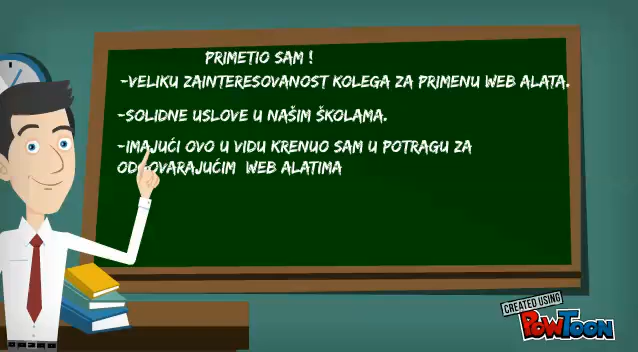 PRIMETIO SAM !
-VELIKU ZAINTERESOVANOST KOLEGA ZA PRIMENU WEB ALATA.
-SOLIDNE USLOVE U NAŠIM ŠKOLAMA.
-IMAJUĆI OVO U VIDU KRENUO SAM U POTRAGU ZA
ODGOVARAJUĆIM WEB ALATIMA
CREATED USING
POWTOON